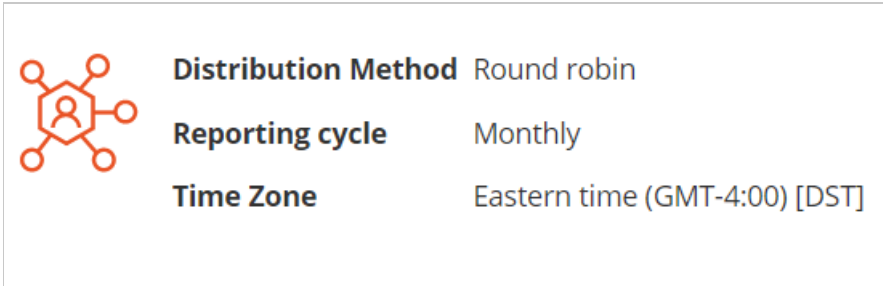 Distribution Method Round robin
Reporting cycle Monthly
Time Zone Eastern time (GMT-4:00) [DST]